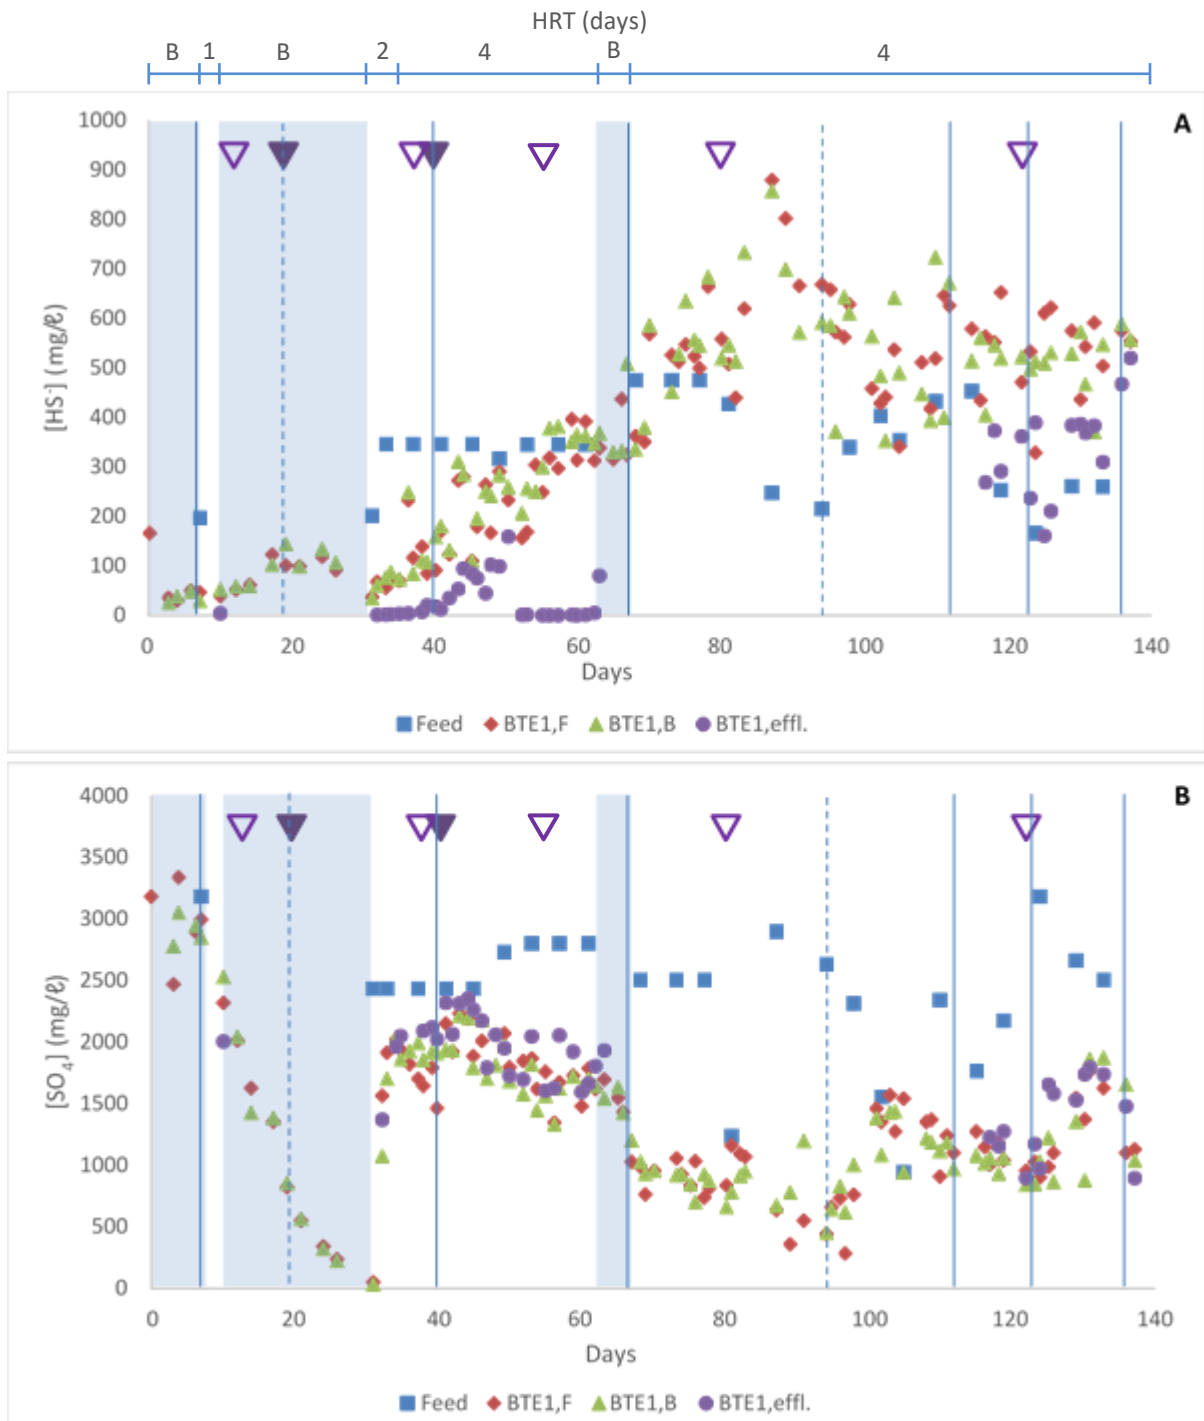 HRT (days)
B 1 B 2 4 B 4
A
[HS⁻] (mg/ℓ)
1000
900
800
700
600
500
400
300
200
100
0
0 20 40 60 80 100 120 140
Days
Feed BTE1,F BTE1,B BTE1,effl.
B
[SO₄] (mg/ℓ)
4000
3500
3000
2500
2000
1500
1000
500
0
0 20 40 60 80 100 120 140
Days
Feed BTE1,F BTE1,B BTE1,effl.